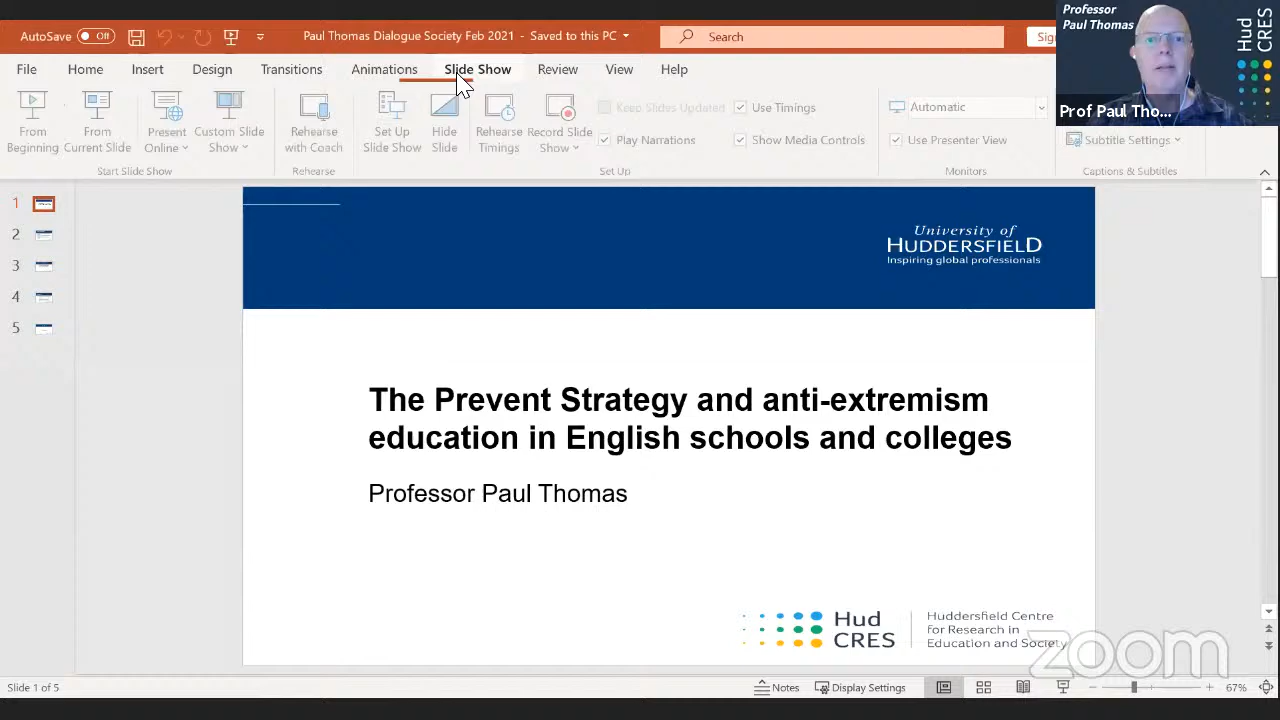 AutoSave Off
Paul Thomas Dialogue Society Feb 2021 - Saved to this PC
Search
Sig
Professor
Paul Thomas
Hud
CRES
Prof Paul Tho...
File Home Insert Design Transitions Animations Slide Show Review View Help
From
Beginning
From
Current Slide
Present
Online
Custom Slide
Show
Start Slide Show
Rehearse
with Coach
Rehearse
Set Up
Slide Show
Hide
Slide
Rehearse
Timings
Record Slide
Show
Keep Slides Updated
Play Narrations
Use Timings
Show Media Controls
Set Up
Automatic
Use Presenter View
Monitors
Subtitle Settings
Captions & Subtitles
1
2
3
4
5
University of
HUDDERSFIELD
Inspiring global professionals
The Prevent Strategy and anti-extremism
education in English schools and colleges
Professor Paul Thomas
Hud
CRES
Huddersfield Centre
for Research in
Education and Society
zoom
Slide 1 of 5
Notes
Display Settings
67%